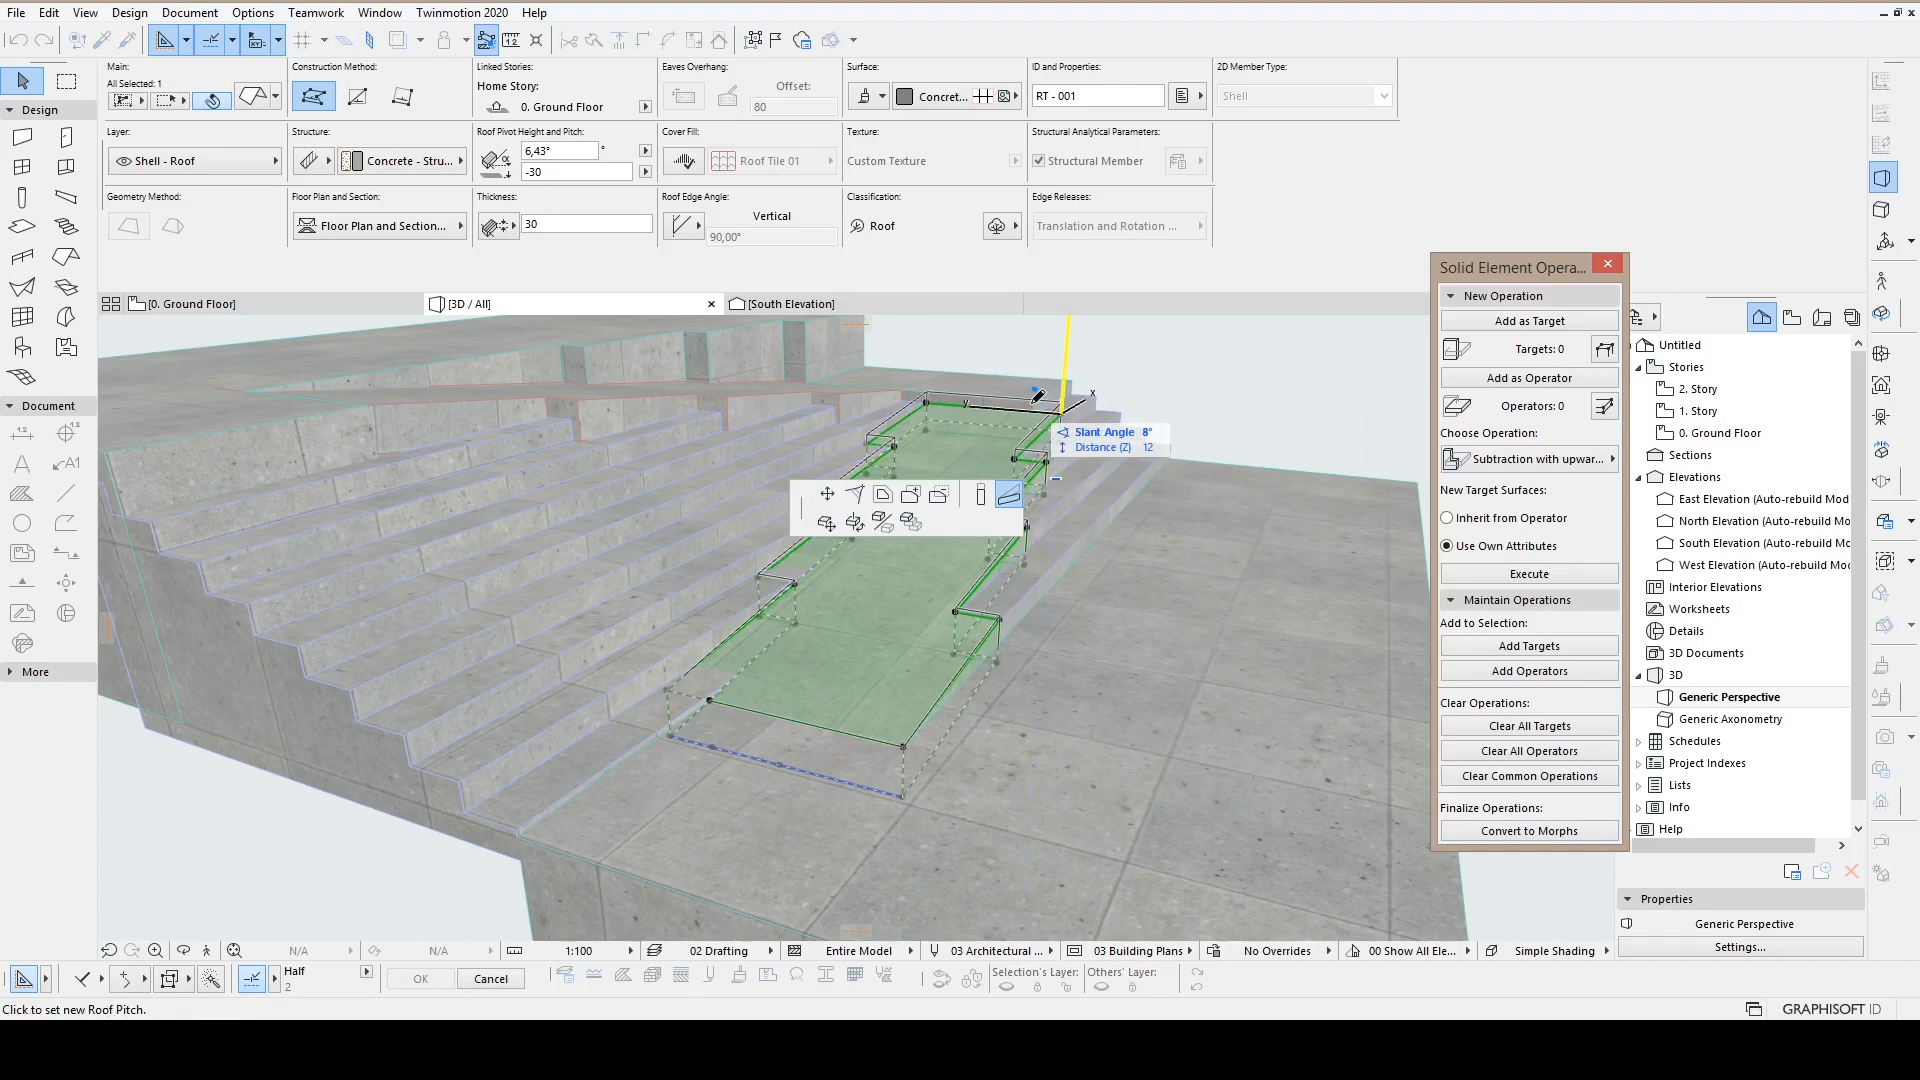 File Edit View Design Document Options Teamwork Window Twinmotion 2020 Help
Main:
All Selected: 1
Construction Method:
Linked Stories:
Home Story:
0. Ground Floor
Eaves Overhang:
Offset:
80
Surface:
Concret...
ID and Properties:
RT - 001
2D Member Type:
Shell
Layer:
Shell - Roof
Structure:
Concrete - Stru...
Roof Pivot Height and Pitch:
6,43° °
-30
Cover Fill:
Roof Tile 01
Texture:
Custom Texture
Structural Analytical Parameters:
Structural Member
Geometry Method:
Floor Plan and Section:
Floor Plan and Section...
Thickness:
30
Roof Edge Angle:
Vertical
90,00°
Classification:
Roof
Edge Releases:
Translation and Rotation ...
[0. Ground Floor]
[3D / All]
[South Elevation]
Design
Document
More
y
x
Slant Angle 8°
Distance (Z) 12
Solid Element Opera...
New Operation
Add as Target
Targets: 0
Add as Operator
Operators: 0
Choose Operation:
Subtraction with upwar...
New Target Surfaces:
Inherit from Operator
Use Own Attributes
Execute
Maintain Operations
Add to Selection:
Add Targets
Add Operators
Clear Operations:
Clear All Targets
Clear All Operators
Clear Common Operations
Finalize Operations:
Convert to Morphs
Untitled
Stories
2. Story
1. Story
0. Ground Floor
Sections
Elevations
East Elevation (Auto-rebuild Mod
North Elevation (Auto-rebuild Mo
South Elevation (Auto-rebuild Mo
West Elevation (Auto-rebuild Mo
Interior Elevations
Worksheets
Details
3D Documents
3D
Generic Perspective
Generic Axonometry
Schedules
Project Indexes
Lists
Info
Help
Properties
Generic Perspective
Settings...
N/A
N/A
1:100
02 Drafting
Entire Model
03 Architectural ...
03 Building Plans
No Overrides
00 Show All Ele...
Simple Shading
Half
2
OK
Cancel
Selection's Layer:
Others' Layer:
Click to set new Roof Pitch.
GRAPHISOFT ID